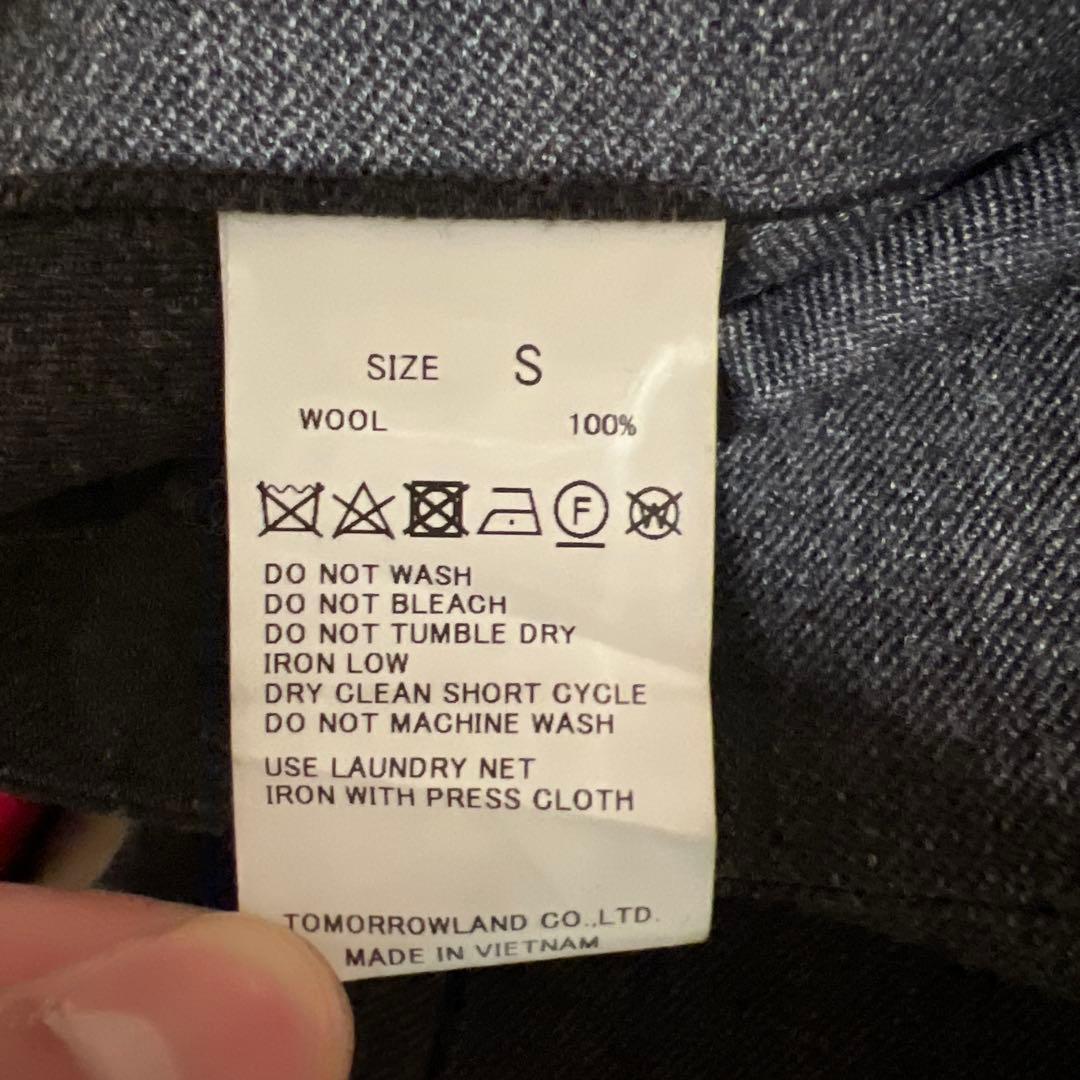 SIZE S
WOOL 100%
F W
DO NOT WASH
DO NOT BLEACH
DO NOT TUMBLE DRY
IRON LOW
DRY CLEAN SHORT CYCLE
DO NOT MACHINE WASH
USE LAUNDRY NET
IRON WITH PRESS CLOTH
TOMORROWLAND CO.,LTD.
MADE IN VIETNAM